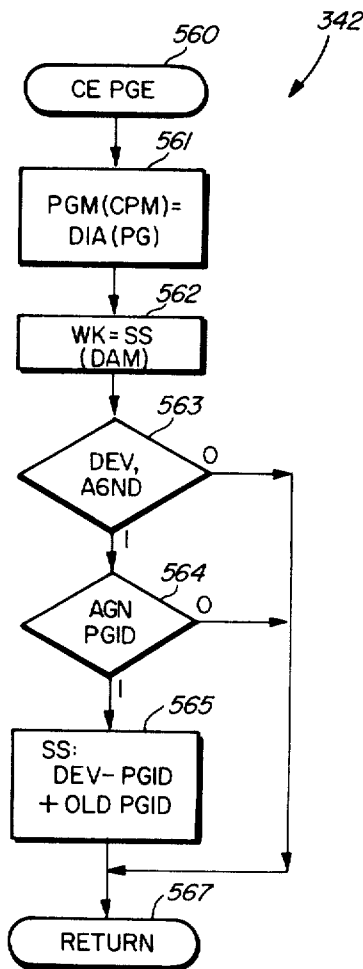 560
342
CE PGE
561
PGM(CPM)=
DIA(PG)
562
WK=SS
(DAM)
563
DEV,
A6ND
0
1
564
AGN
PGID
0
1
565
SS:
DEV-PGID
+ OLD PGID
567
RETURN